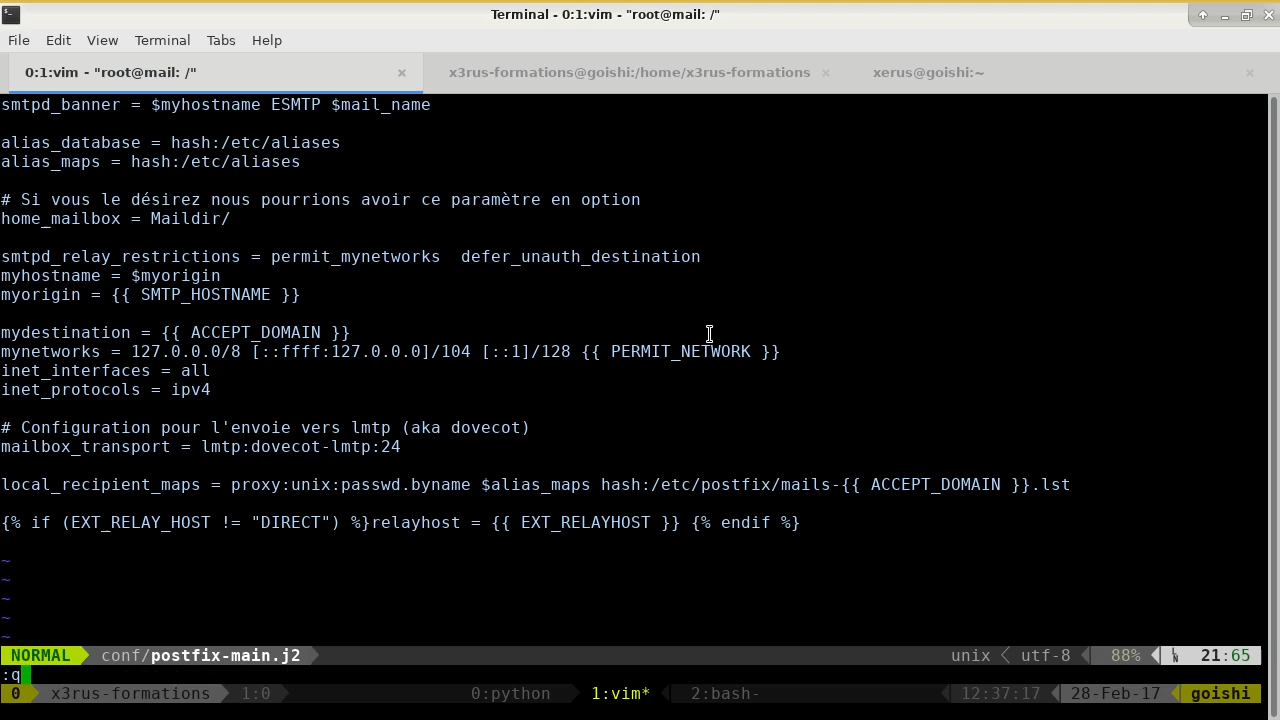 Terminal - 0:1:vim - "root@mail: /"
File Edit View Terminal Tabs Help
0:1:vim - "root@mail: /" x3rus-formations@goishi:/home/x3rus-formations xerus@goishi:~
smtpd_banner = $myhostname ESMTP $mail_name
alias_database = hash:/etc/aliases
alias_maps = hash:/etc/aliases
# Si vous le désirez nous pourrions avoir ce paramètre en option
home_mailbox = Maildir/
smtpd_relay_restrictions = permit_mynetworks  defer_unauth_destination
myhostname = $myorigin
myorigin = {{ SMTP_HOSTNAME }}
mydestination = {{ ACCEPT_DOMAIN }}
mynetworks = 127.0.0.0/8 [::ffff:127.0.0.0]/104 [::1]/128 {{ PERMIT_NETWORK }}
inet_interfaces = all
inet_protocols = ipv4
# Configuration pour l'envoie vers lmtp (aka dovecot)
mailbox_transport = lmtp:dovecot-lmtp:24
local_recipient_maps = proxy:unix:passwd.byname $alias_maps hash:/etc/postfix/mails-{{ ACCEPT_DOMAIN }}.lst
{% if (EXT_RELAY_HOST != "DIRECT") %}relayhost = {{ EXT_RELAYHOST }} {% endif %}
~
~
~
~
~
NORMAL conf/postfix-main.j2 unix utf-8 88% 21:65
:q
0 x3rus-formations 1:0 0:python 1:vim* 2:bash- 12:37:17 28-Feb-17 goishi